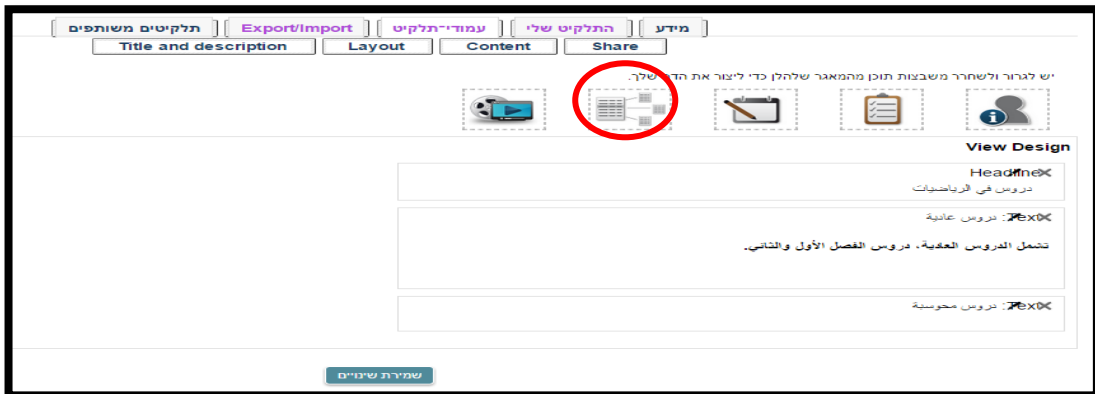 מידע התלקיט שלי עמודי־תלקיט Export/Import תלקיטים משותפים
Title and description Layout Content Share
יש לגרור ולשחרר משבצות תוכן מהמאגר שלהלן כדי ליצור את הדף שלך.
View Design
Headline
دروس في الرياضيات
Text: دروس عادية
تشمل الدروس العادية، دروس الفصل الأول والثاني.
Text: دروس محوسبة
שמירת שינויים